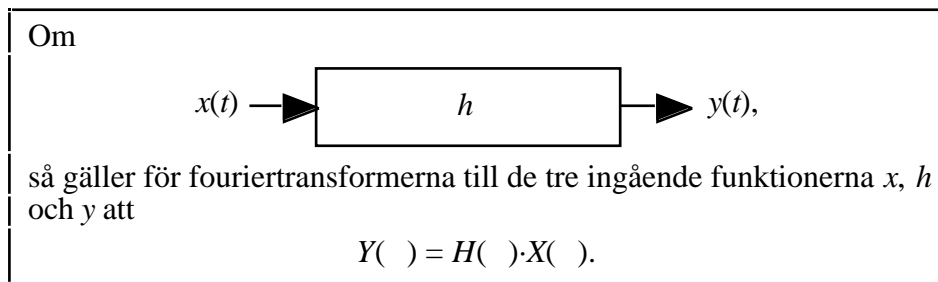 Om
x(t) h y(t),
så gäller för fouriertransformerna till de tre ingående funktionerna x, h
och y att
Y( ) = H( )·X( ).